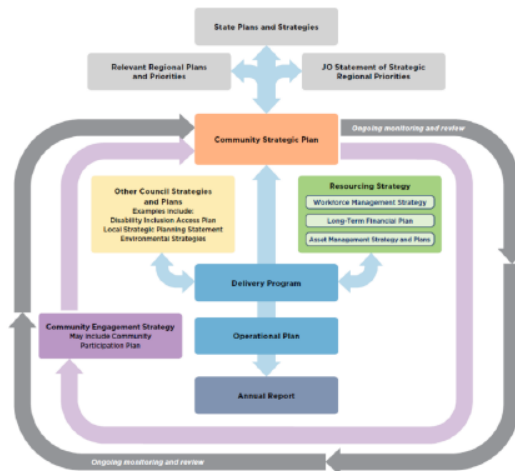 State Plans and Strategies
Relevant Regional Plans
and Priorities
JO Statement of Strategic
Regional Priorities
Ongoing monitoring and review
Community Strategic Plan
Other Council Strategies
and Plans
Examples include:
Disability Inclusion Access Plan
Local Strategic Planning Statement
Environmental Strategies
Resourcing Strategy
Workforce Management Strategy
Long-Term Financial Plan
Asset Management Strategy and Plans
Delivery Program
Community Engagement Strategy
May include Community
Participation Plan
Operational Plan
Annual Report
Ongoing monitoring and review